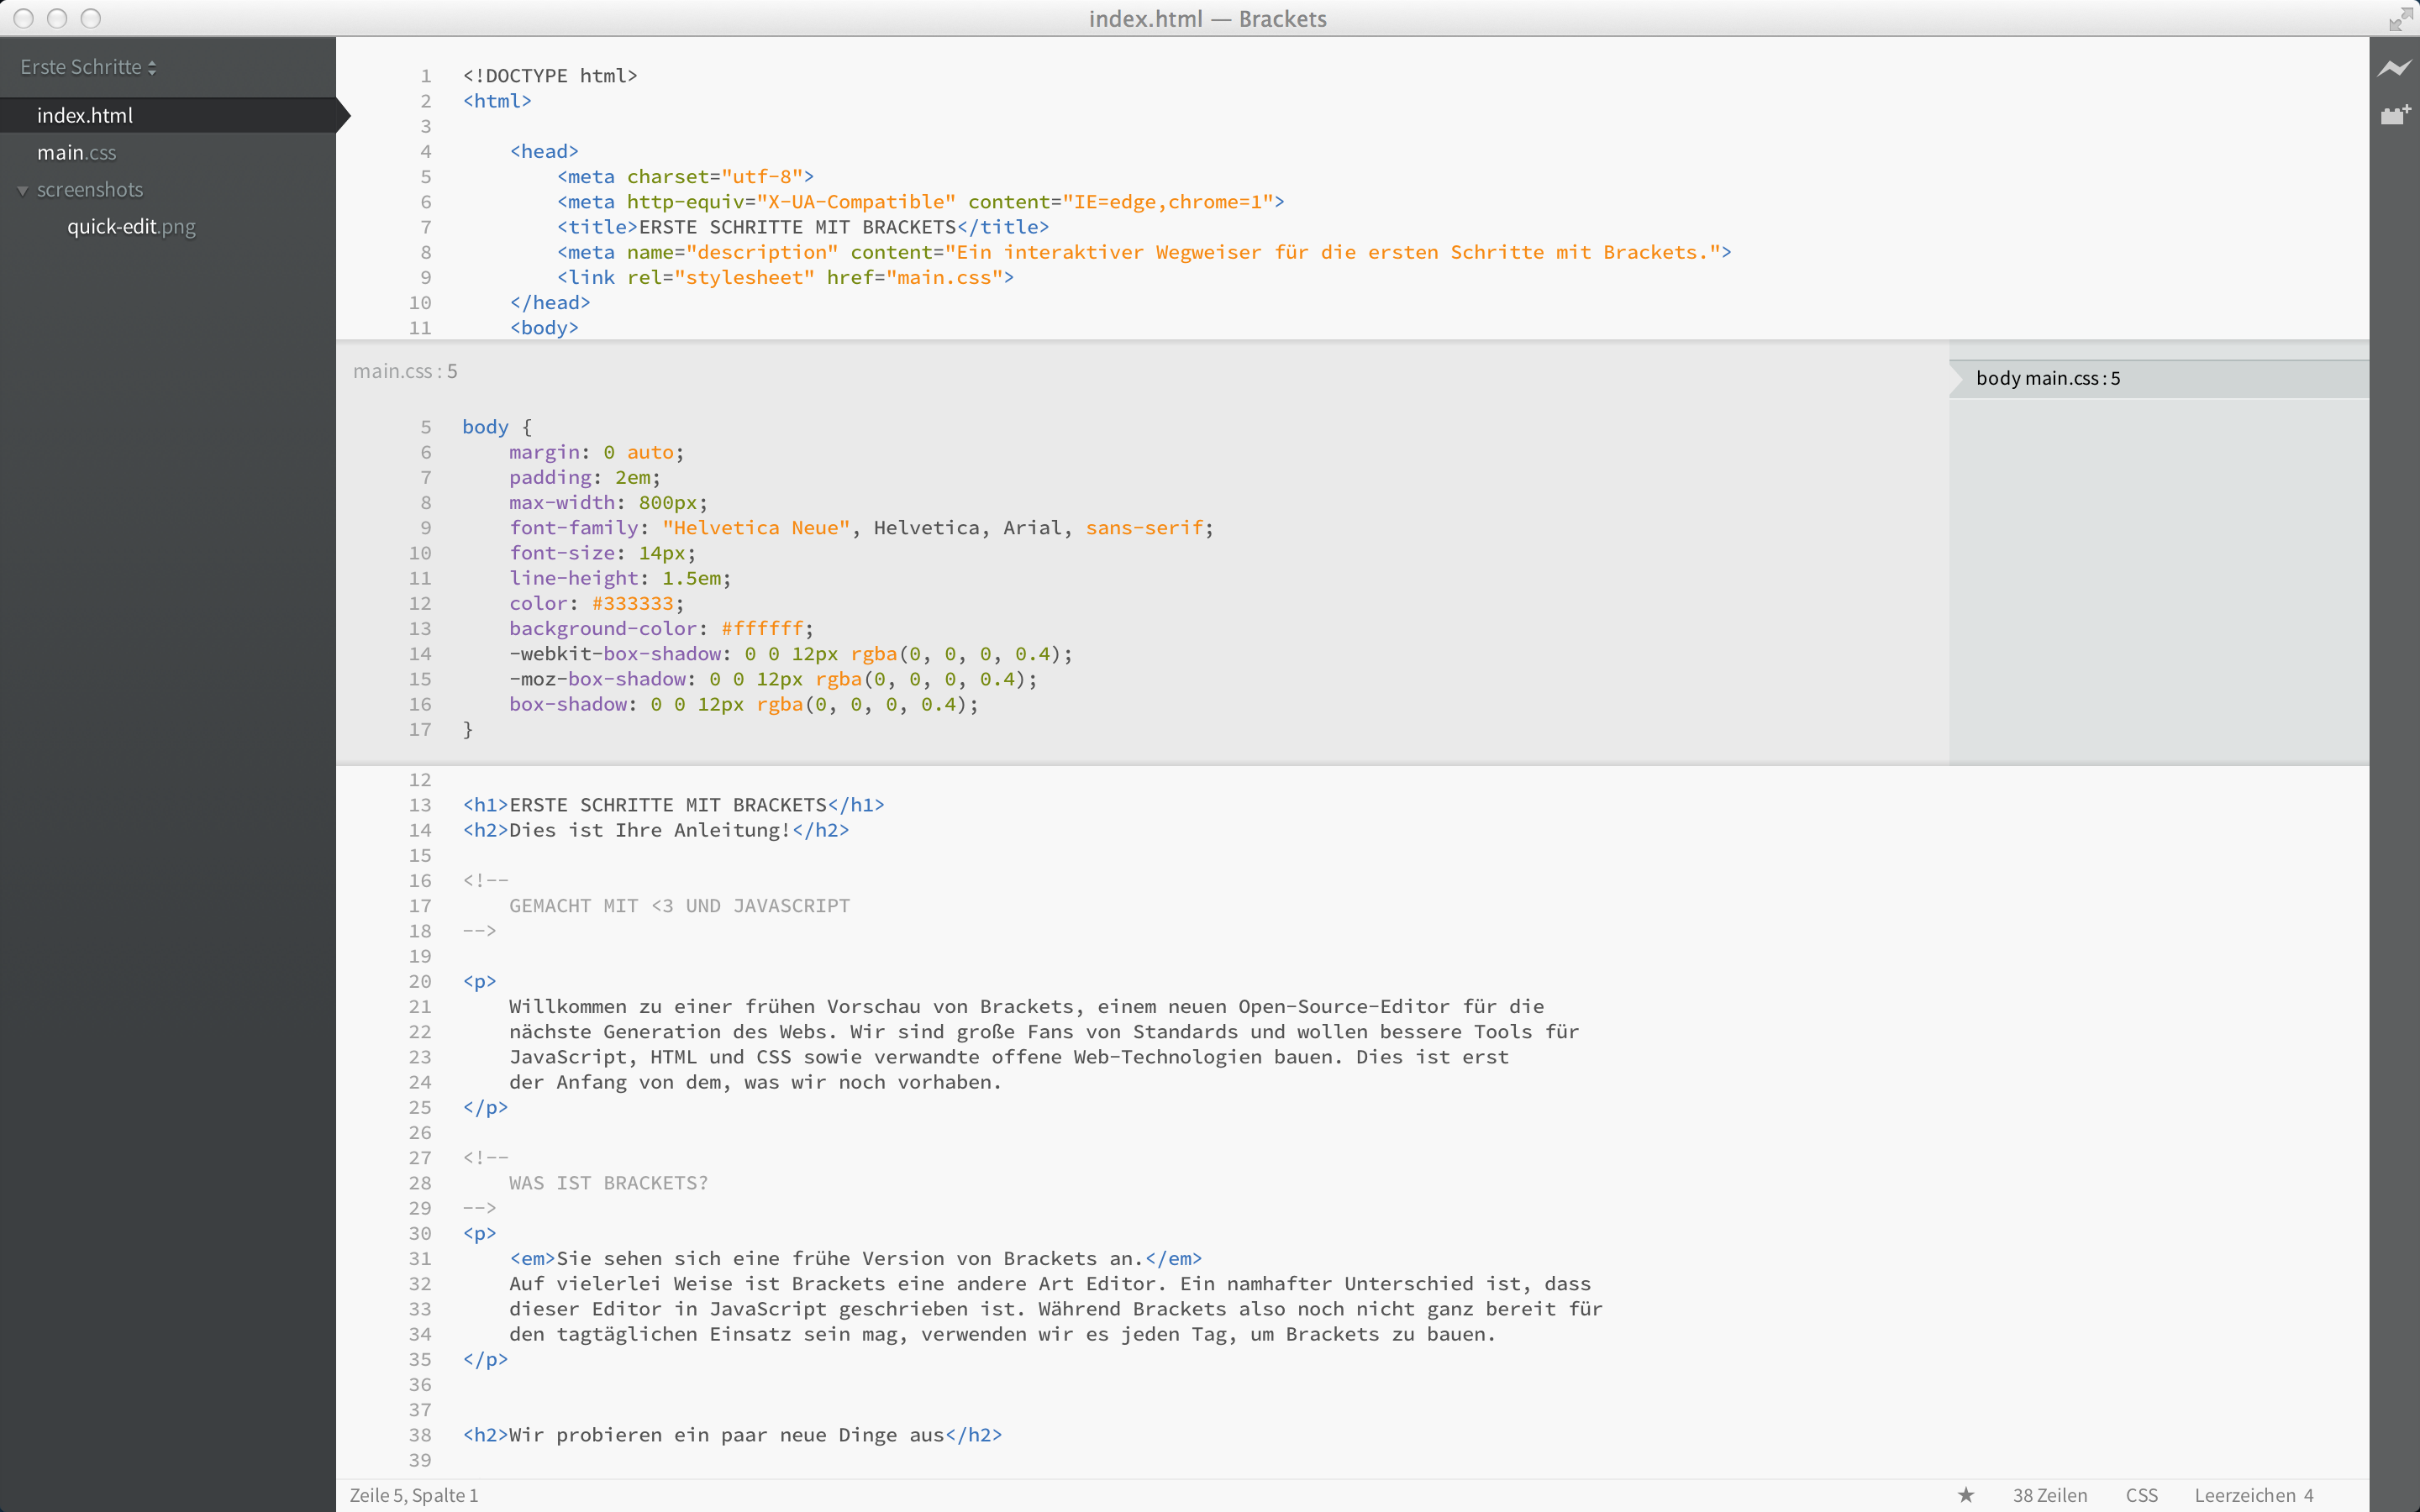 index.html — Brackets
Erste Schritte
index.html
main.css
screenshots
quick-edit.png
1 <!DOCTYPE html>
2 <html>
3
4     <head>
5         <meta charset="utf-8">
6         <meta http-equiv="X-UA-Compatible" content="IE=edge,chrome=1">
7         <title>ERSTE SCHRITTE MIT BRACKETS</title>
8         <meta name="description" content="Ein interaktiver Wegweiser für die ersten Schritte mit Brackets.">
9         <link rel="stylesheet" href="main.css">
10     </head>
11     <body>
main.css : 5
body main.css : 5
5 body {
6     margin: 0 auto;
7     padding: 2em;
8     max-width: 800px;
9     font-family: "Helvetica Neue", Helvetica, Arial, sans-serif;
10     font-size: 14px;
11     line-height: 1.5em;
12     color: #333333;
13     background-color: #ffffff;
14     -webkit-box-shadow: 0 0 12px rgba(0, 0, 0, 0.4);
15     -moz-box-shadow: 0 0 12px rgba(0, 0, 0, 0.4);
16     box-shadow: 0 0 12px rgba(0, 0, 0, 0.4);
17 }
12
13 <h1>ERSTE SCHRITTE MIT BRACKETS</h1>
14 <h2>Dies ist Ihre Anleitung!</h2>
15
16 <!--
17     GEMACHT MIT <3 UND JAVASCRIPT
18 -->
19
20 <p>
21     Willkommen zu einer frühen Vorschau von Brackets, einem neuen Open-Source-Editor für die
22     nächste Generation des Webs. Wir sind große Fans von Standards und wollen bessere Tools für
23     JavaScript, HTML und CSS sowie verwandte offene Web-Technologien bauen. Dies ist erst
24     der Anfang von dem, was wir noch vorhaben.
25 </p>
26
27 <!--
28     WAS IST BRACKETS?
29 -->
30 <p>
31     <em>Sie sehen sich eine frühe Version von Brackets an.</em>
32     Auf vielerlei Weise ist Brackets eine andere Art Editor. Ein namhafter Unterschied ist, dass
33     dieser Editor in JavaScript geschrieben ist. Während Brackets also noch nicht ganz bereit für
34     den tagtäglichen Einsatz sein mag, verwenden wir es jeden Tag, um Brackets zu bauen.
35 </p>
36
37
38 <h2>Wir probieren ein paar neue Dinge aus</h2>
39
Zeile 5, Spalte 1
38 Zeilen CSS Leerzeichen 4